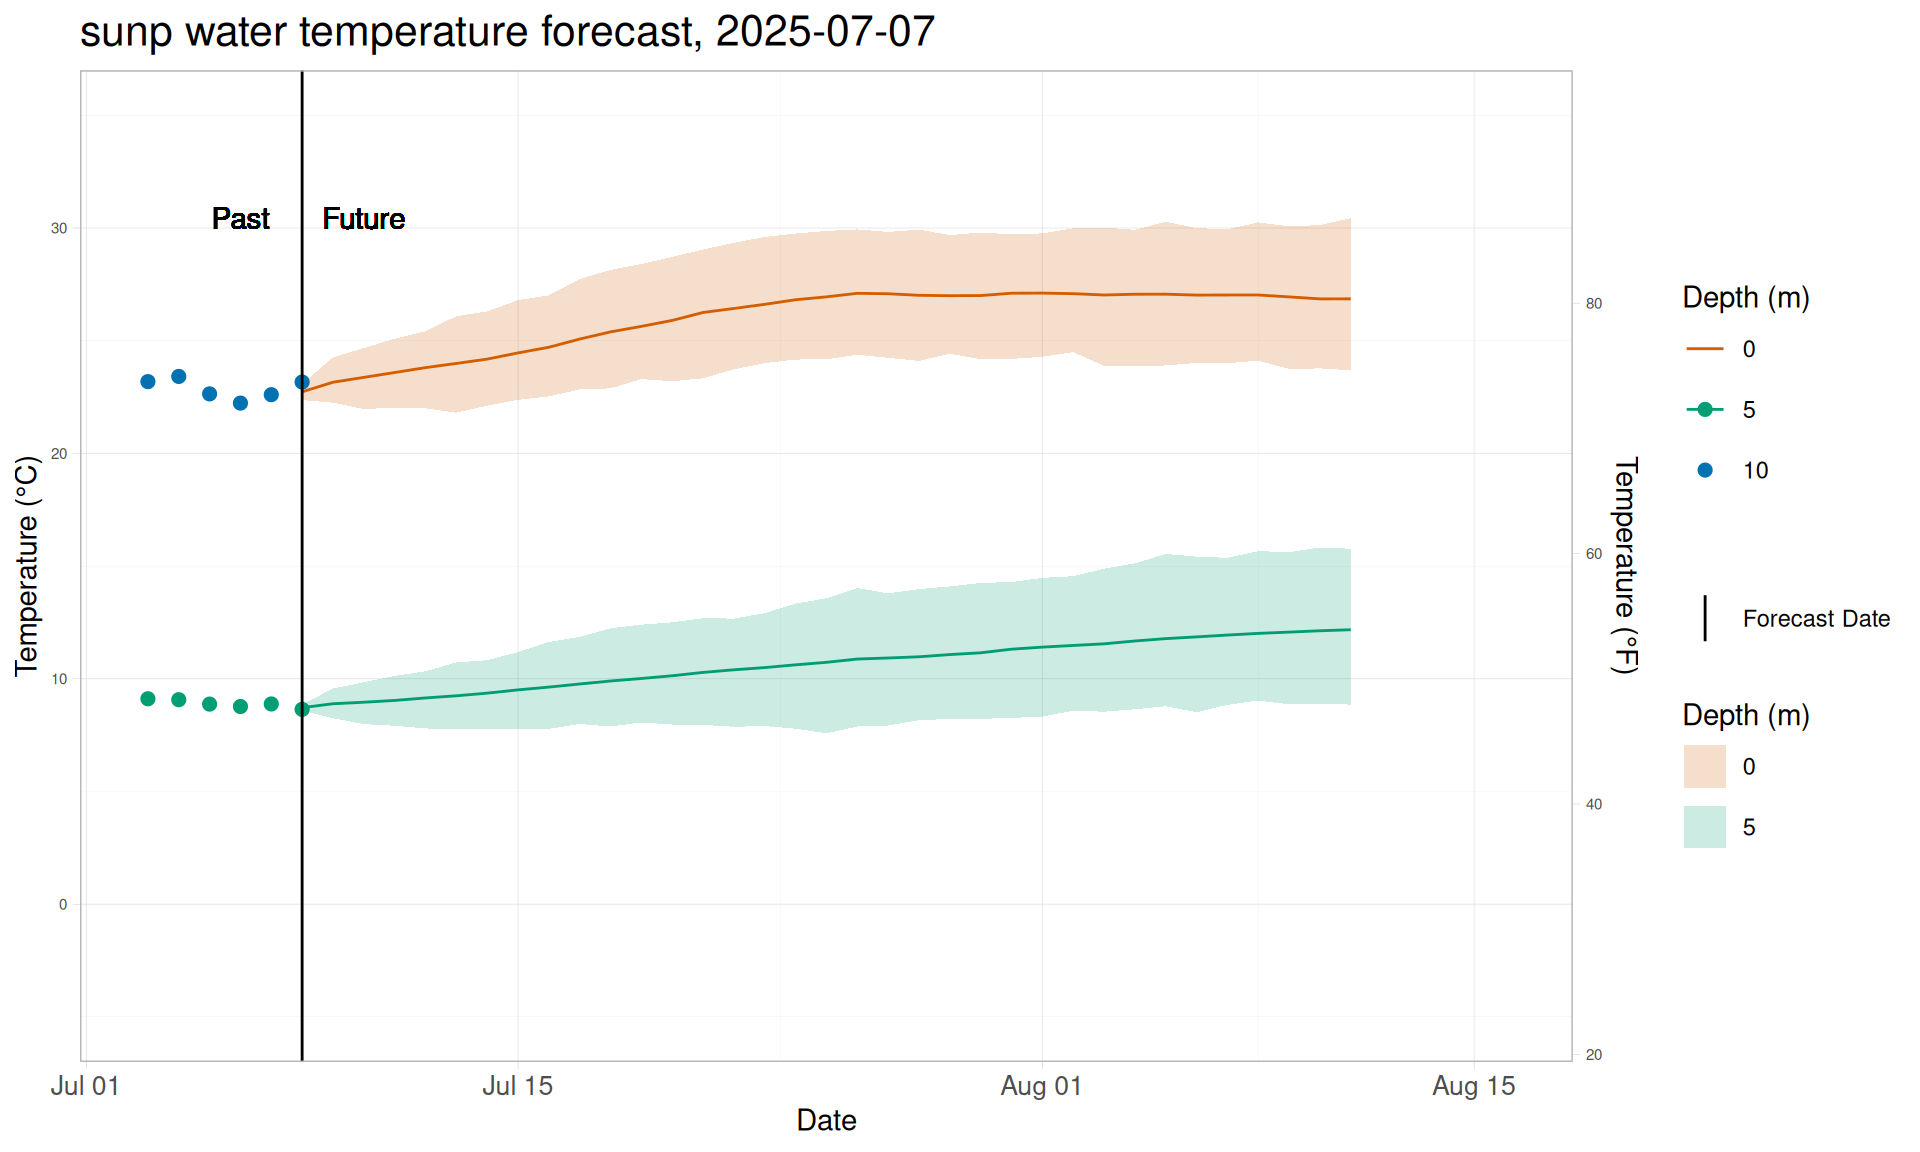 sunp water temperature forecast, 2025-07-07
Past
Future
30
20
10
0
Temperature (°C)
80
60
40
20
Temperature (°F)
Jul 01
Jul 15
Aug 01
Aug 15
Date
Depth (m)
0
5
10
Forecast Date
Depth (m)
0
5